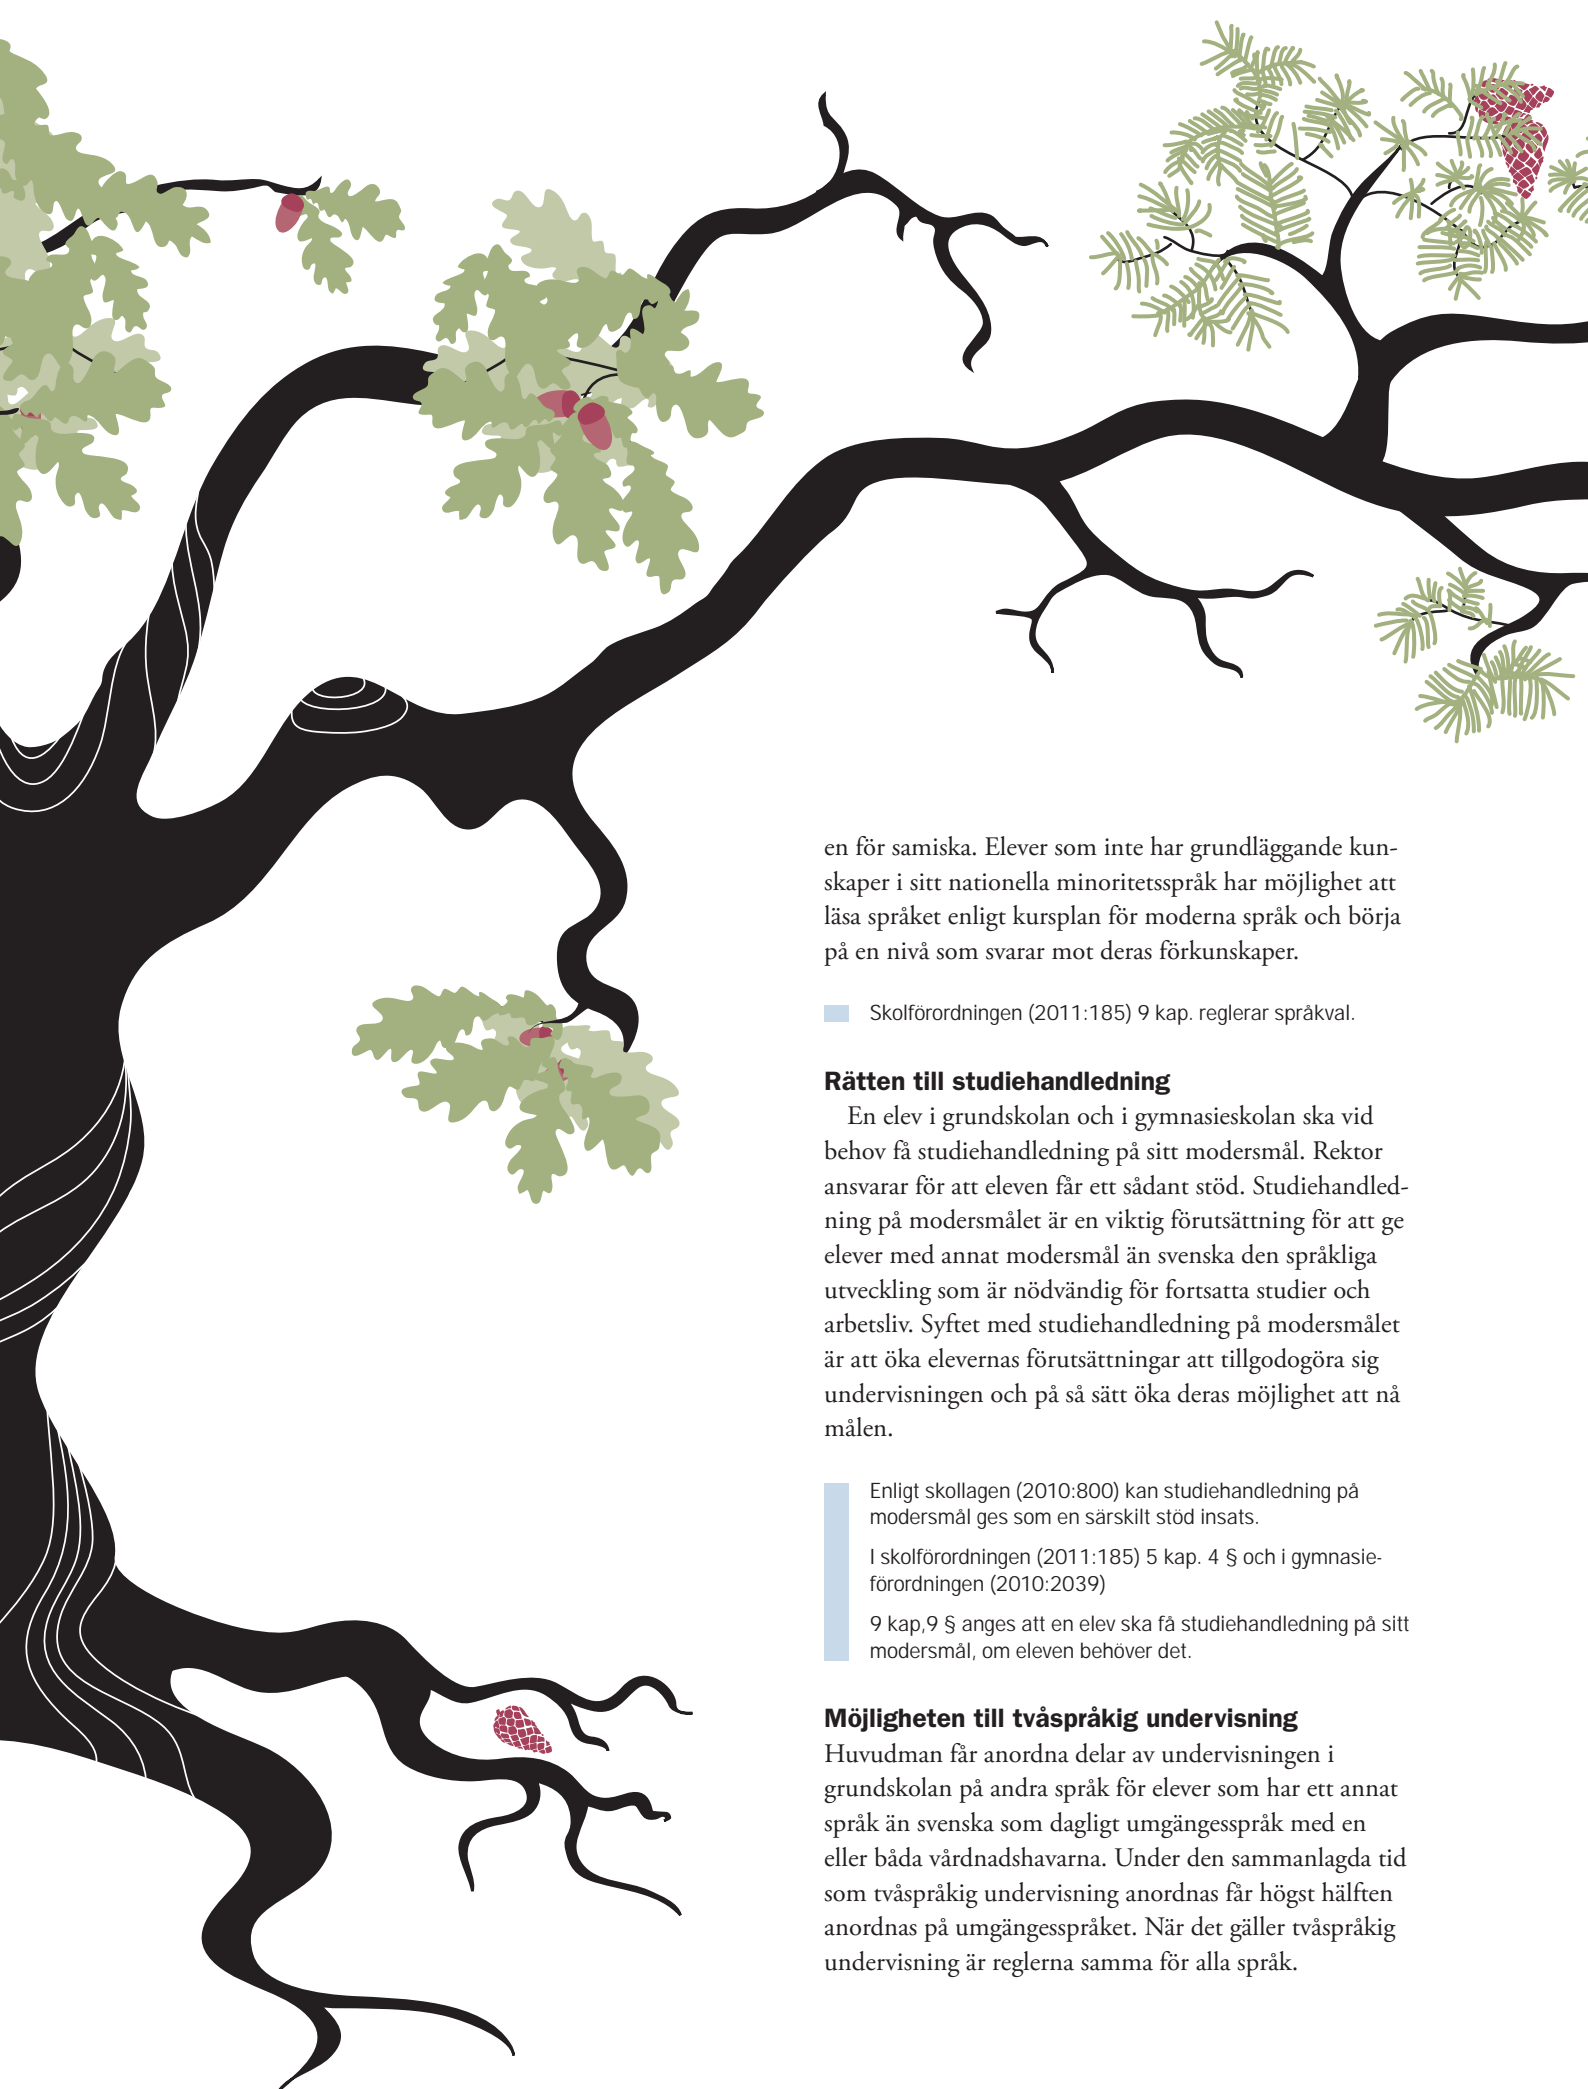 en för samiska. Elever som inte har grundläggande kun-
skaper i sitt nationella minoritetsspråk har möjlighet att
läsa språket enligt kursplan för moderna språk och börja
på en nivå som svarar mot deras förkunskaper.
Skolförordningen (2011:185) 9 kap. reglerar språkval.
Rätten till studiehandledning
En elev i grundskolan och i gymnasieskolan ska vid
behov få studiehandledning på sitt modersmål. Rektor
ansvarar för att eleven får ett sådant stöd. Studiehandled-
ning på modersmålet är en viktig förutsättning för att ge
elever med annat modersmål än svenska den språkliga
utveckling som är nödvändig för fortsatta studier och
arbetsliv. Syftet med studiehandledning på modersmålet
är att öka elevernas förutsättningar att tillgodogöra sig
undervisningen och på så sätt öka deras möjlighet att nå
målen.
Enligt skollagen (2010:800) kan studiehandledning på
modersmål ges som en särskilt stöd insats.
I skolförordningen (2011:185) 5 kap. 4 § och i gymnasie-
förordningen (2010:2039)
9 kap,9 § anges att en elev ska få studiehandledning på sitt
modersmål, om eleven behöver det.
Möjligheten till tvåspråkig undervisning
Huvudman får anordna delar av undervisningen i
grundskolan på andra språk för elever som har ett annat
språk än svenska som dagligt umgängesspråk med en
eller båda vårdnadshavarna. Under den sammanlagda tid
som tvåspråkig undervisning anordnas får högst hälften
anordnas på umgängesspråket. När det gäller tvåspråkig
undervisning är reglerna samma för alla språk.